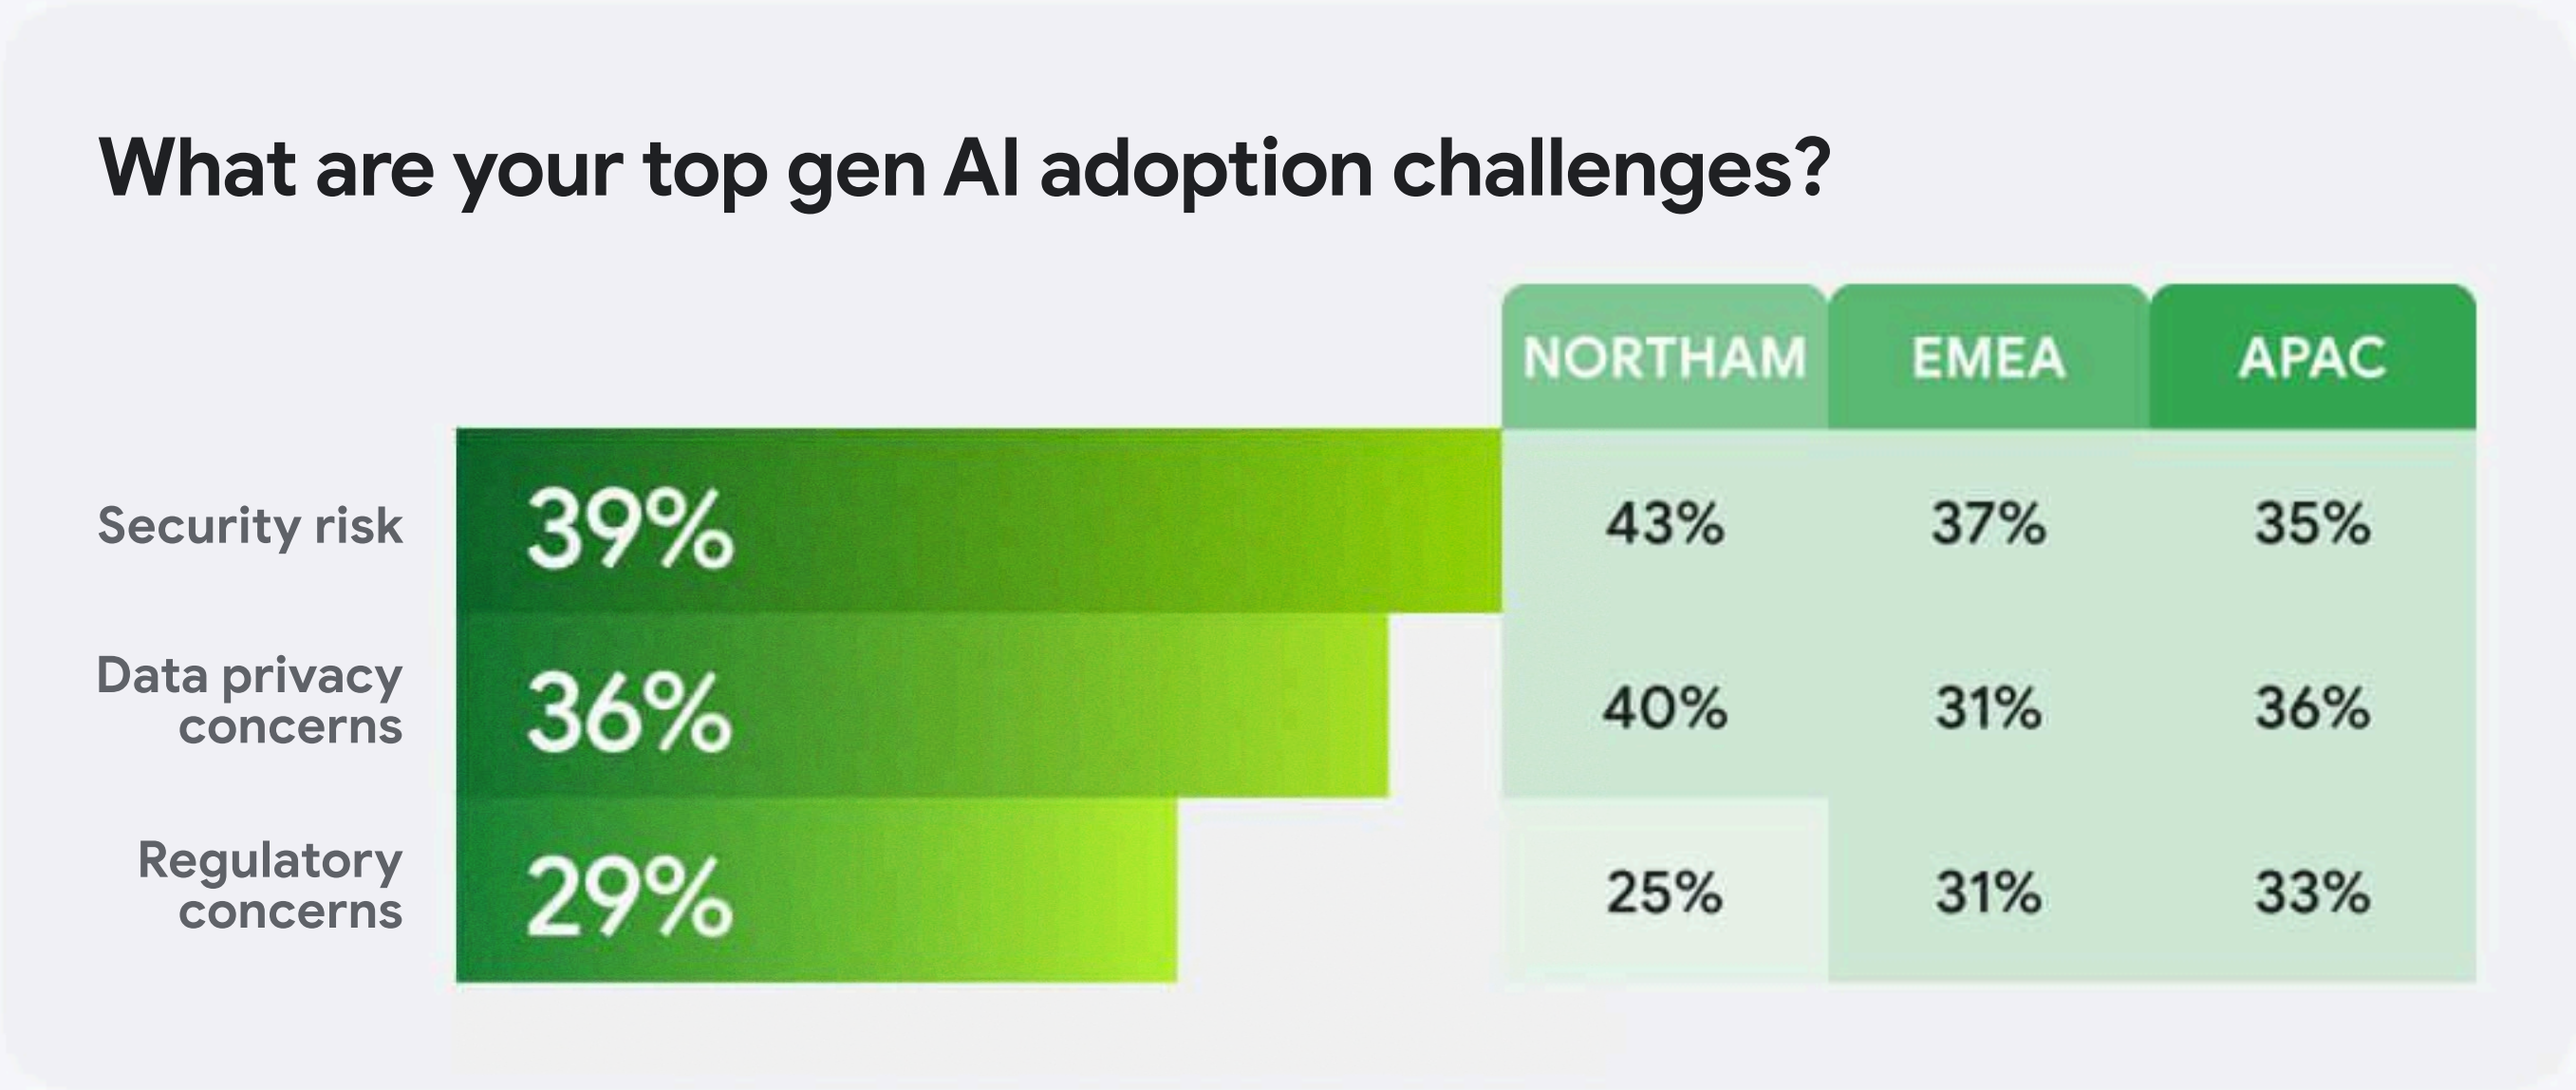 What are your top gen AI adoption challenges?
NORTHAM EMEA APAC
Security risk 39% 43% 37% 35%
Data privacy
concerns 36% 40% 31% 36%
Regulatory
concerns 29% 25% 31% 33%